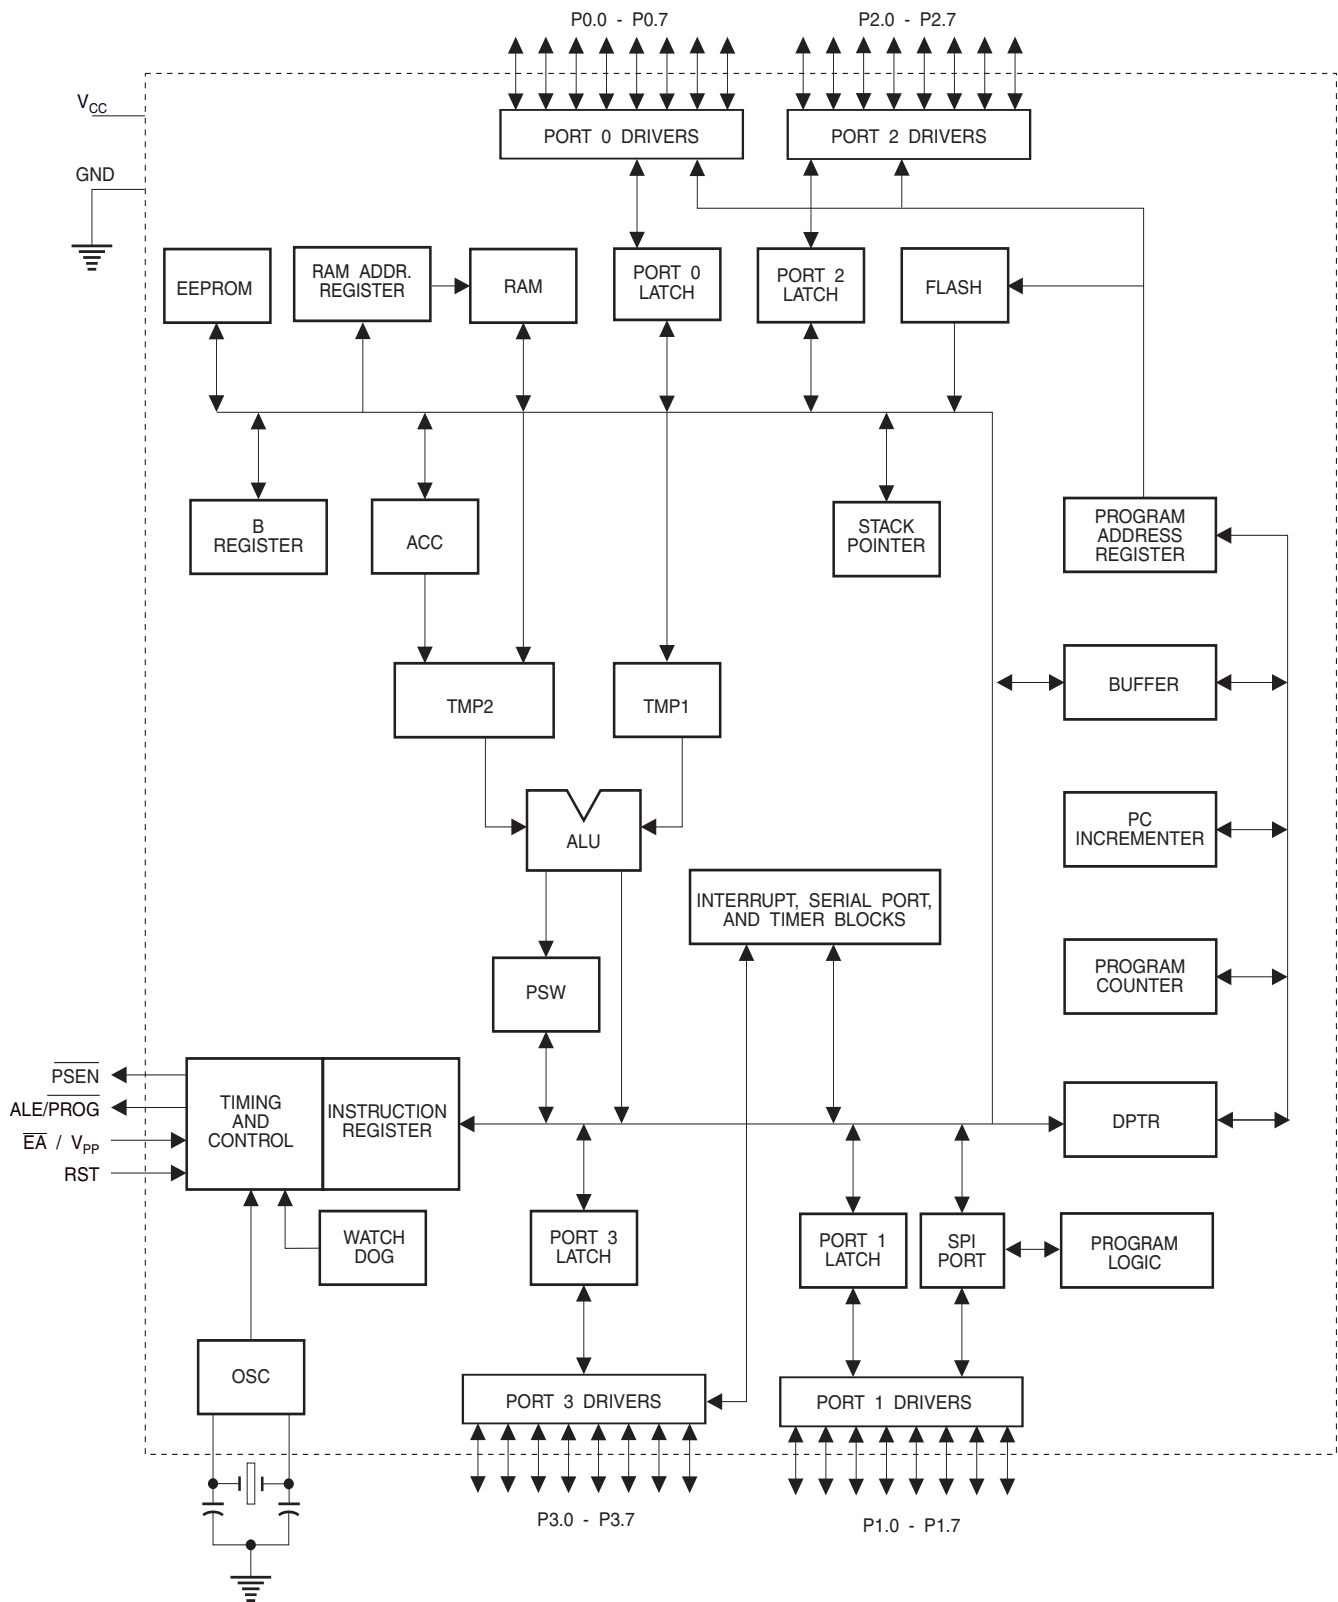 P0.0 - P0.7
P2.0 - P2.7
VCC
PORT 0 DRIVERS
PORT 2 DRIVERS
GND
EEPROM
RAM ADDR.
REGISTER
RAM
PORT 0
LATCH
PORT 2
LATCH
FLASH
B
REGISTER
ACC
STACK
POINTER
PROGRAM
ADDRESS
REGISTER
TMP2
TMP1
BUFFER
ALU
PC
INCREMENTER
INTERRUPT, SERIAL PORT,
AND TIMER BLOCKS
PSW
PROGRAM
COUNTER
PSEN
ALE/PROG
EA / VPP
RST
TIMING
AND
CONTROL
INSTRUCTION
REGISTER
DPTR
WATCH
DOG
PORT 3
LATCH
PORT 1
LATCH
SPI
PORT
PROGRAM
LOGIC
OSC
PORT 3 DRIVERS
PORT 1 DRIVERS
P3.0 - P3.7
P1.0 - P1.7